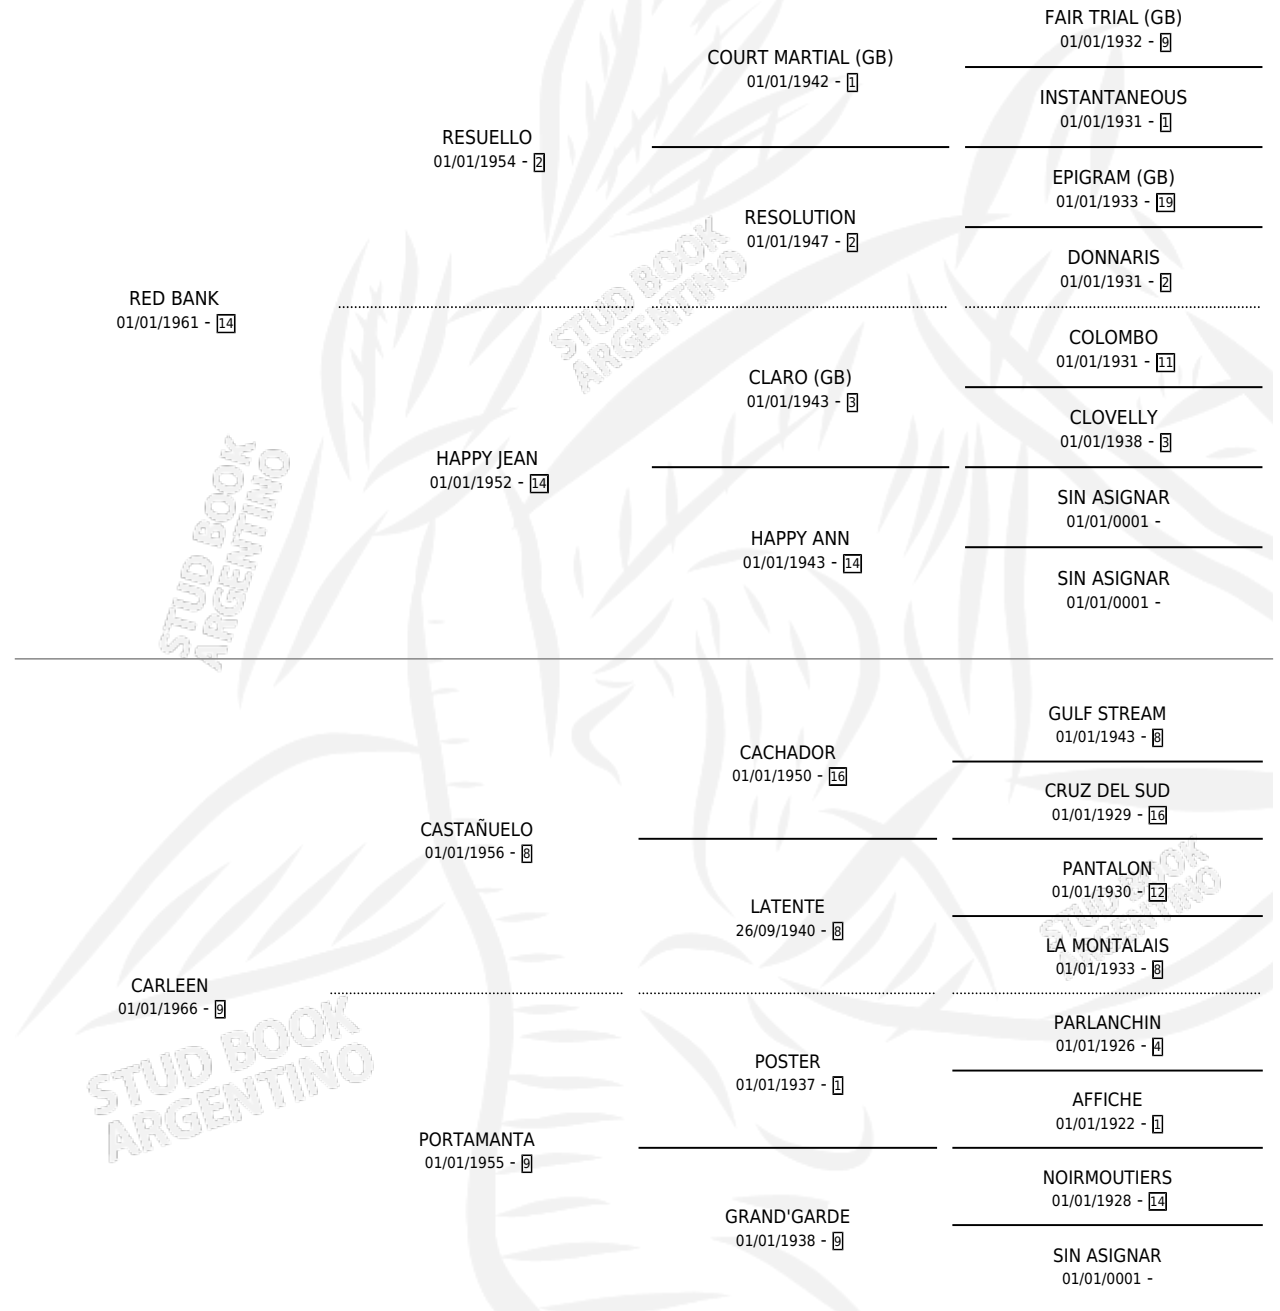 FAIR TRIAL (GB)
01/01/1932 - 9
COURT MARTIAL (GB)
01/01/1942 - 1
INSTANTANEOUS
01/01/1931 - 1
RESUELLO
01/01/1954 - 2
EPIGRAM (GB)
01/01/1933 - 19
RESOLUTION
01/01/1947 - 2
DONNARIS
01/01/1931 - 2
RED BANK
01/01/1961 - 14
COLOMBO
01/01/1931 - 11
CLARO (GB)
01/01/1943 - 3
CLOVELLY
01/01/1938 - 3
HAPPY JEAN
01/01/1952 - 14
SIN ASIGNAR
01/01/0001 -
HAPPY ANN
01/01/1943 - 14
SIN ASIGNAR
01/01/0001 -
GULF STREAM
01/01/1943 - 8
CACHADOR
01/01/1950 - 16
CRUZ DEL SUD
01/01/1929 - 16
CASTAÑUELO
01/01/1956 - 8
PANTALON
01/01/1930 - 12
LATENTE
26/09/1940 - 8
LA MONTALAIS
01/01/1933 - 8
CARLEEN
01/01/1966 - 9
PARLANCHIN
01/01/1926 - 4
POSTER
01/01/1937 - 1
AFFICHE
01/01/1922 - 1
PORTAMANTA
01/01/1955 - 9
NOIRMOUTIERS
01/01/1928 - 14
GRAND'GARDE
01/01/1938 - 9
SIN ASIGNAR
01/01/0001 -
STUD BOOK
ARGENTINO
STUD BOOK
ARGENTINO
STUD BOOK
ARGENTINO
STUD BOOK
ARGENTINO